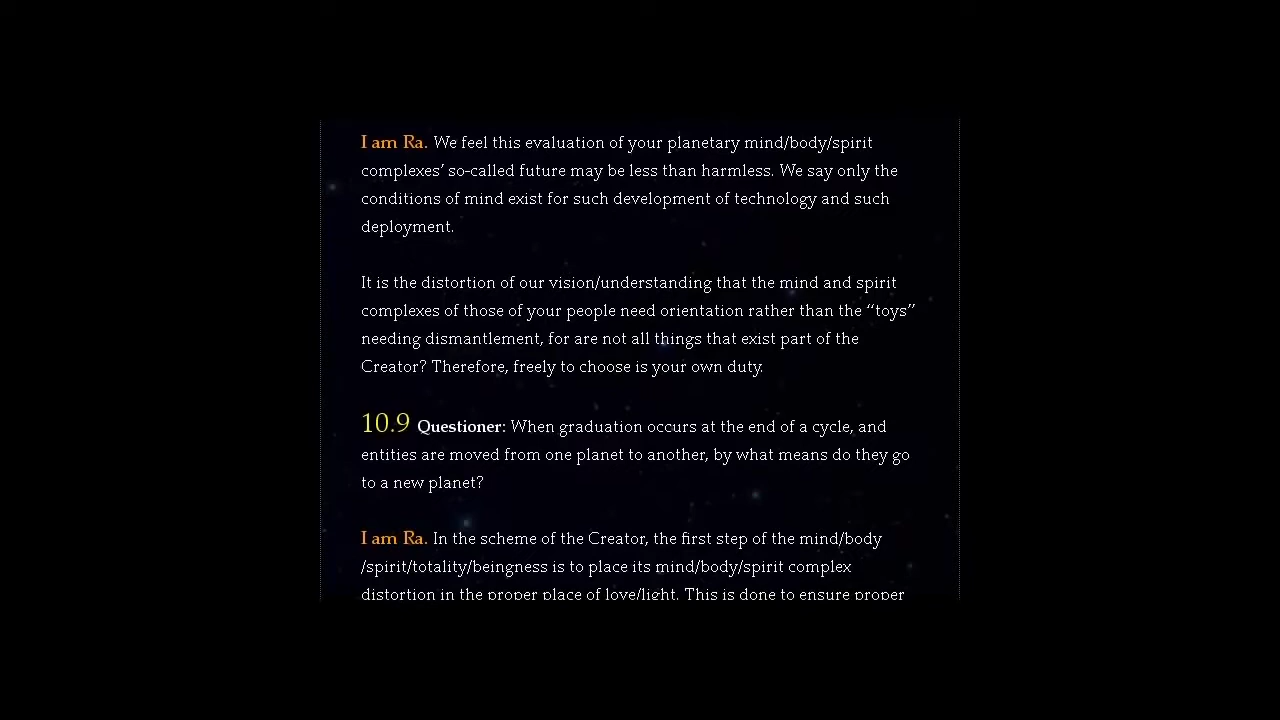 I am Ra. We feel this evaluation of your planetary mind/body/spirit
complexes’ so-called future may be less than harmless. We say only the
conditions of mind exist for such development of technology and such
deployment.
It is the distortion of our vision/understanding that the mind and spirit
complexes of those of your people need orientation rather than the “toys”
needing dismantlement, for are not all things that exist part of the
Creator? Therefore, freely to choose is your own duty.
10.9 Questioner: When graduation occurs at the end of a cycle, and
entities are moved from one planet to another, by what means do they go
to a new planet?
I am Ra. In the scheme of the Creator, the first step of the mind/body
/spirit/totality/beingness is to place its mind/body/spirit complex
distortion in the proper place of love/light. This is done to ensure proper